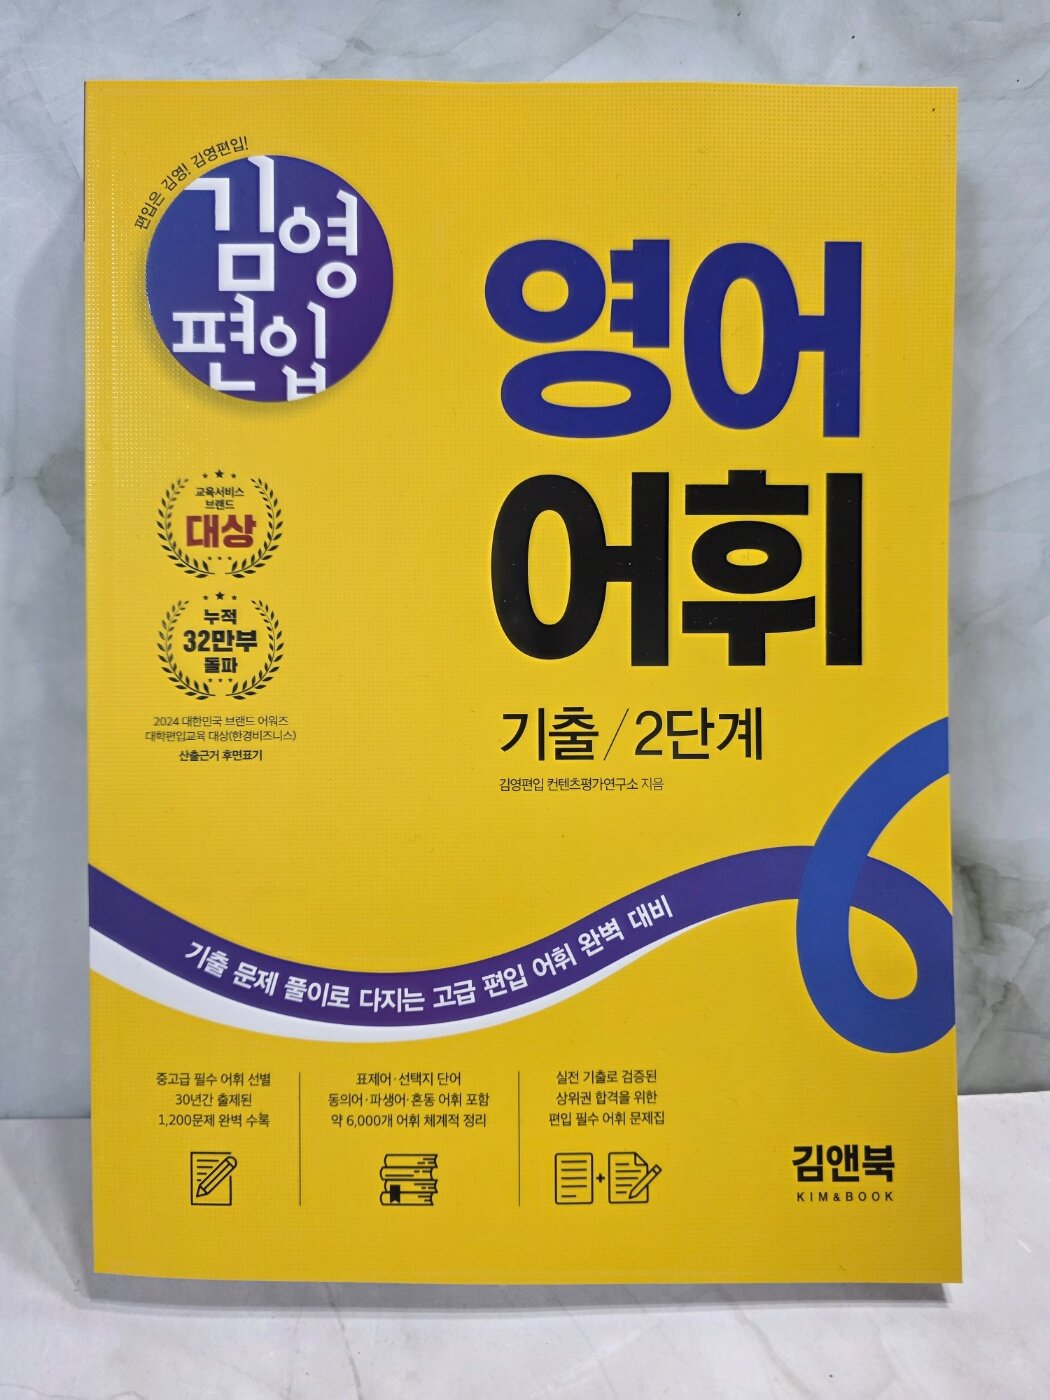 편입은 김영! 김영편입!
김영
편입
영어
어휘
기출/2단계
김영편입 컨텐츠평가연구소 지음
교육서비스
브랜드
대상
누적
32만부
돌파
2024 대한민국 브랜드 어워즈
대학편입교육 대상(한경비즈니스)
산출근거 후면표기
기출 문제 풀이로 다지는 고급 편입 어휘 완벽 대비
중고급 필수 어휘 선별
30년간 출제된
1,200문제 완벽 수록
표제어·선택지 단어
동의어·파생어·혼동 어휘 포함
약 6,000개 어휘 체계적 정리
실전 기출로 검증된
상위권 합격을 위한
편입 필수 어휘 문제집
김앤북
KIM&BOOK